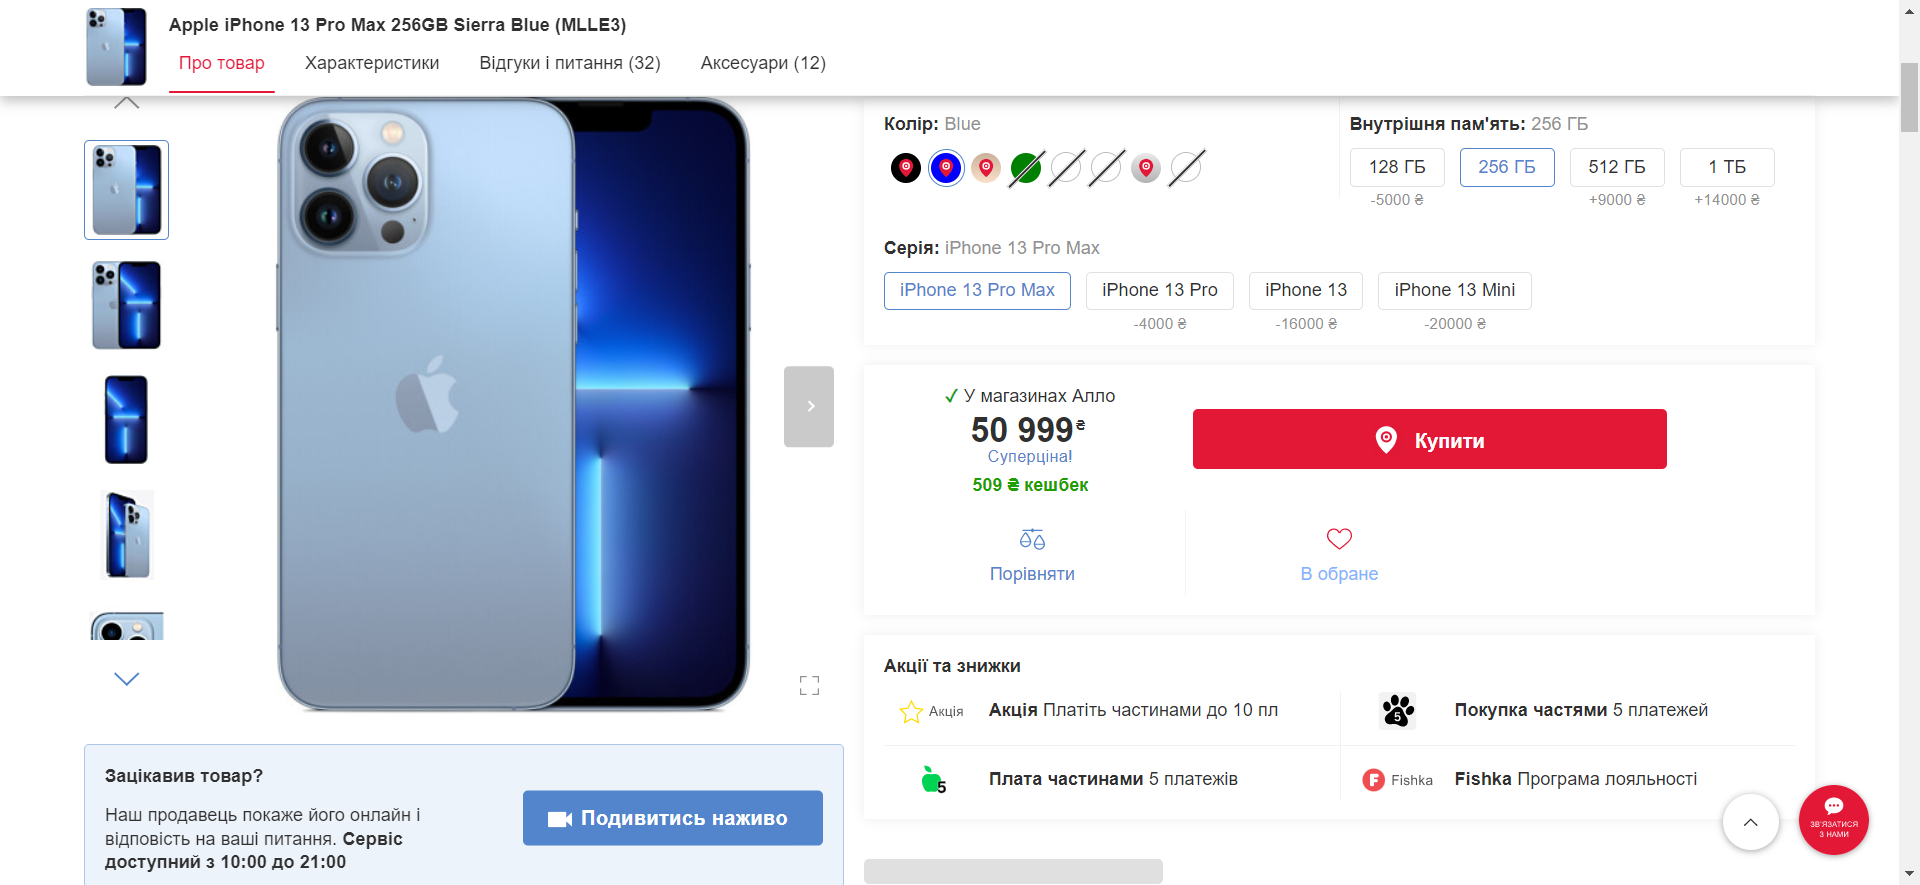 Apple iPhone 13 Pro Max 256GB Sierra Blue (MLLE3)
Про товар
Характеристики
Відгуки і питання (32)
Аксесуари (12)
Колір: Blue
Внутрішня пам'ять: 256 ГБ
128 ГБ
256 ГБ
512 ГБ
1 ТБ
-5000 ₴
+9000 ₴
+14000 ₴
Серія: iPhone 13 Pro Max
iPhone 13 Pro Max
iPhone 13 Pro
iPhone 13
iPhone 13 Mini
-4000 ₴
-16000 ₴
-20000 ₴
✓ У магазинах Алло
50 999₴
Суперціна!
509 ₴ кешбек
Купити
Порівняти
В обране
Акції та знижки
Акція
Акція Платіть частинами до 10 пл
5
Покупка частями 5 платежей
5
Плата частинами 5 платежів
F Fishka
Fishka Програма лояльності
Зацікавив товар?
Наш продавець покаже його онлайн і
відповість на ваші питання. Сервіс
доступний з 10:00 до 21:00
Подивитись наживо
ЗВ'ЯЗАТИСЯ
З НАМИ